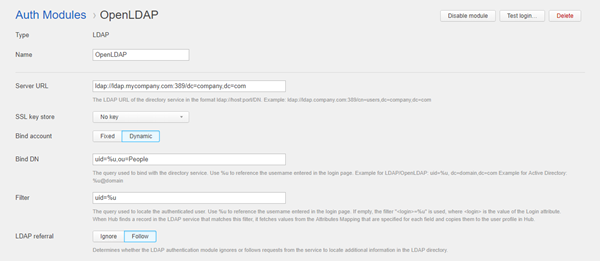 Auth Modules › OpenLDAP
Disable module
Test login...
Delete
Type LDAP
Name OpenLDAP
Server URL ldap://ldap.mycompany.com:389/dc=company,dc=com
The LDAP URL of the directory service in the format ldap://host:port/DN. Example: ldap://ldap.company.com:389/cn=users,dc=company,dc=com
SSL key store No key
Bind account Fixed Dynamic
Bind DN uid=%u,ou=People
The query used to bind with the directory service. Use %u to reference the username entered in the login page. Example for LDAP/OpenLDAP: uid=%u, dc=domain,dc=com Example for Active Directory:
%u@domain
Filter uid=%u
The query used to locate the authenticated user. Use %u to reference the username entered in the login page. If empty, the filter "<login>=%u" is used, where <login> is the value of the Login attribute.
When Hub finds a record in the LDAP service that matches this filter, it fetches values from the Attributes Mapping that are specified for each field and copies them to the user profile in Hub.
LDAP referral Ignore Follow
Determines whether the LDAP authentication module ignores or follows requests from the service to locate additional information in the LDAP directory.